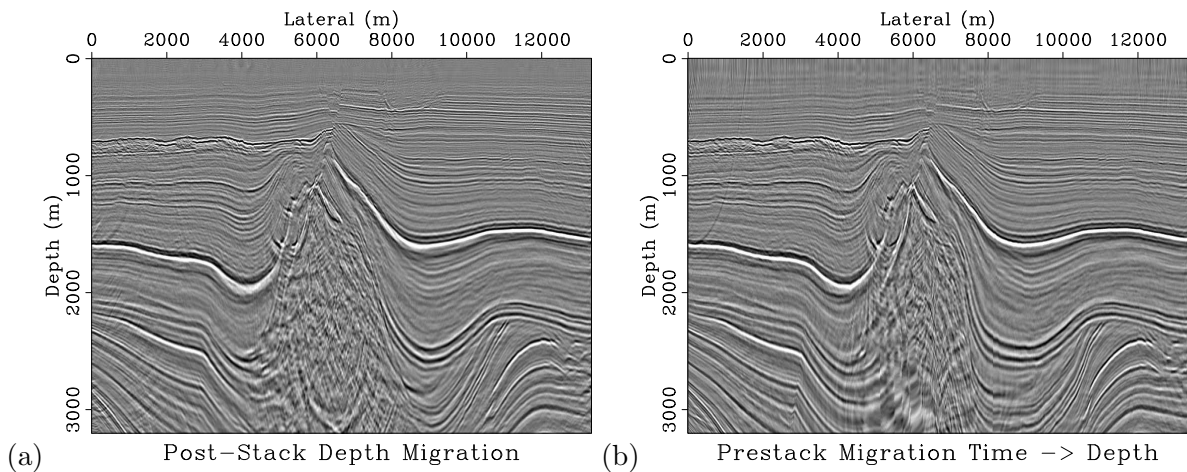 Lateral (m)
0 2000 4000 6000 8000 10000 12000
0
1000
2000
3000
Depth (m)
(a) Post-Stack Depth Migration
Lateral (m)
0 2000 4000 6000 8000 10000 12000
0
1000
2000
3000
Depth (m)
(b) Prestack Migration Time -> Depth